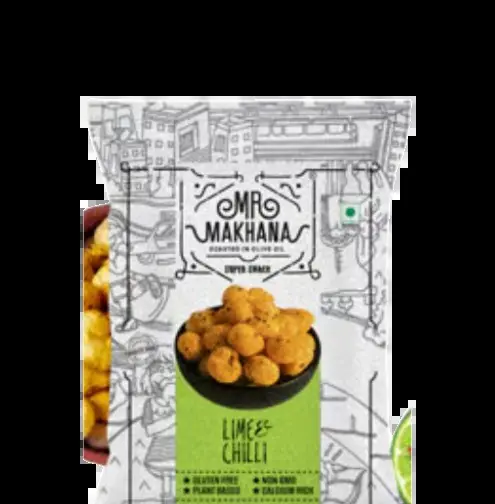 MR
MAKHANA
ROASTED IN OLIVE OIL
SUPER SNACK
LIME &
CHILLI
★ GLUTEN FREE ★ NON GMO
★ PLANT BASED ★ CALCIUM RICH